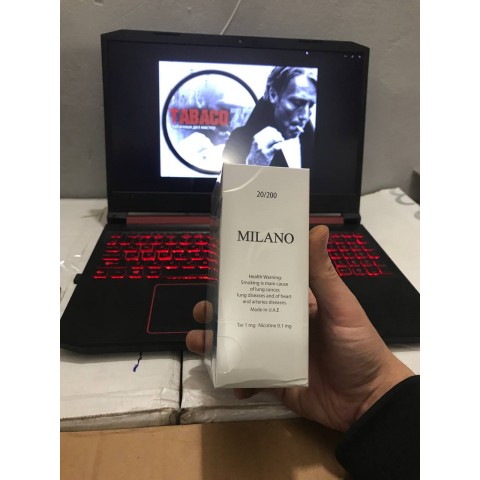 TABACO
20/200
MILANO
Health Warning:
Smoking is main cause
of lung cancer,
lung diseases and of heart
and arteries diseases.
Made in U.A.E
Tar 1 mg Nicotine 0.1 mg